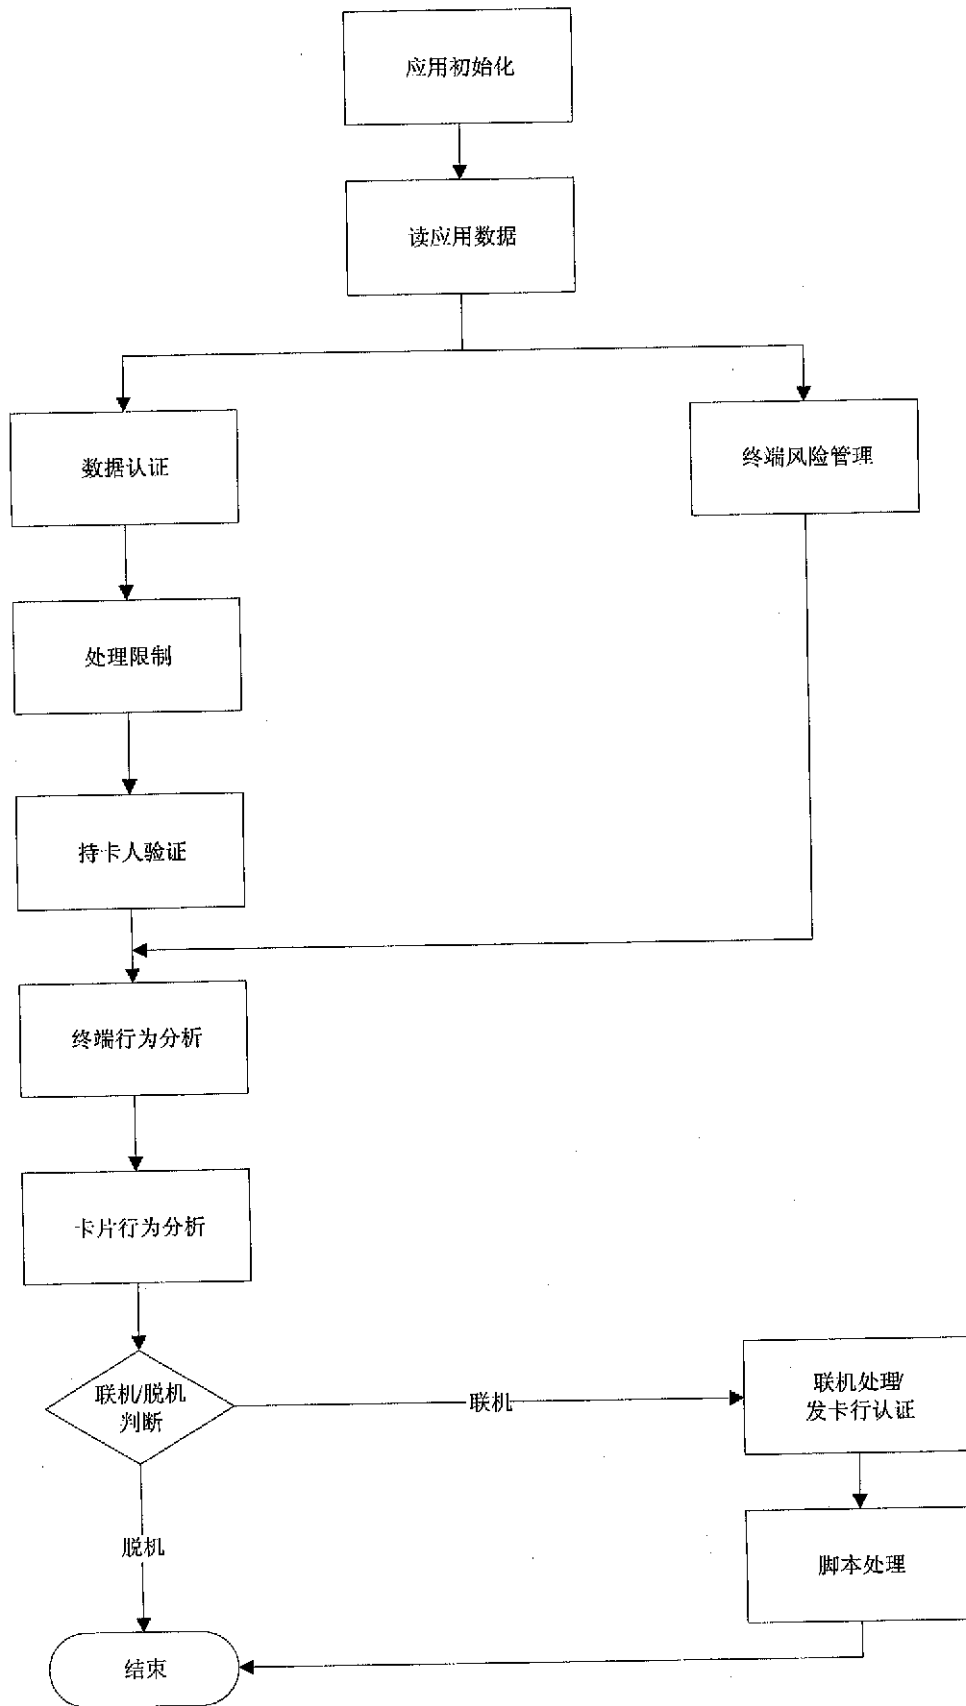 应用初始化
读应用数据
数据认证
终端风险管理
处理限制
持卡人验证
终端行为分析
卡片行为分析
联机/脱机
判断
联机
联机处理/
发卡行认证
脱机
脚本处理
结束